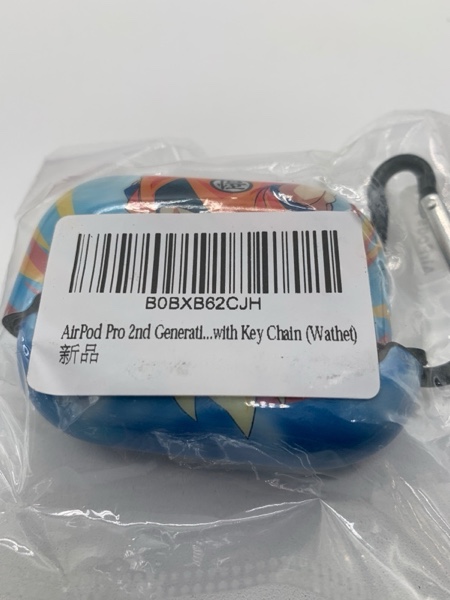 B0BXB62CJH
AirPod Pro 2nd Generati...with Key Chain (Wathet)
新品